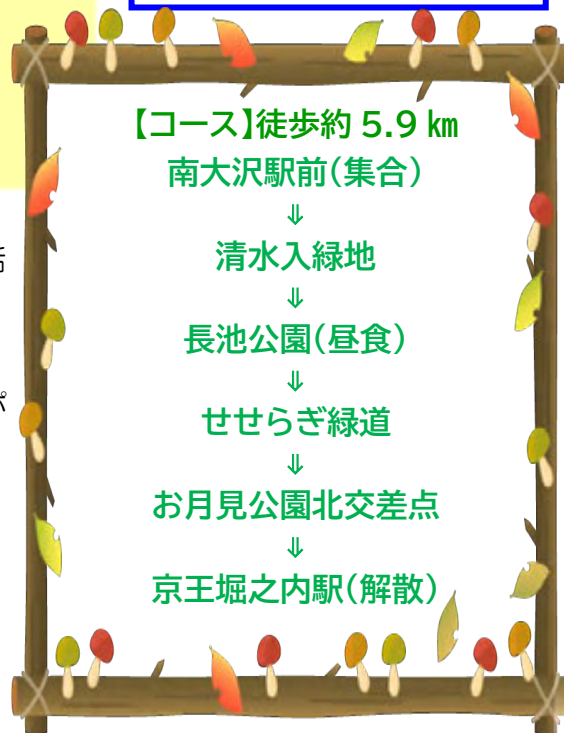 【コース】徒歩約 5.9 ㎞
南大沢駅前(集合)
⇓
清水入緑地
⇓
長池公園(昼食)
⇓
せせらぎ緑道
⇓
お月見公園北交差点
⇓
京王堀之内駅(解散)